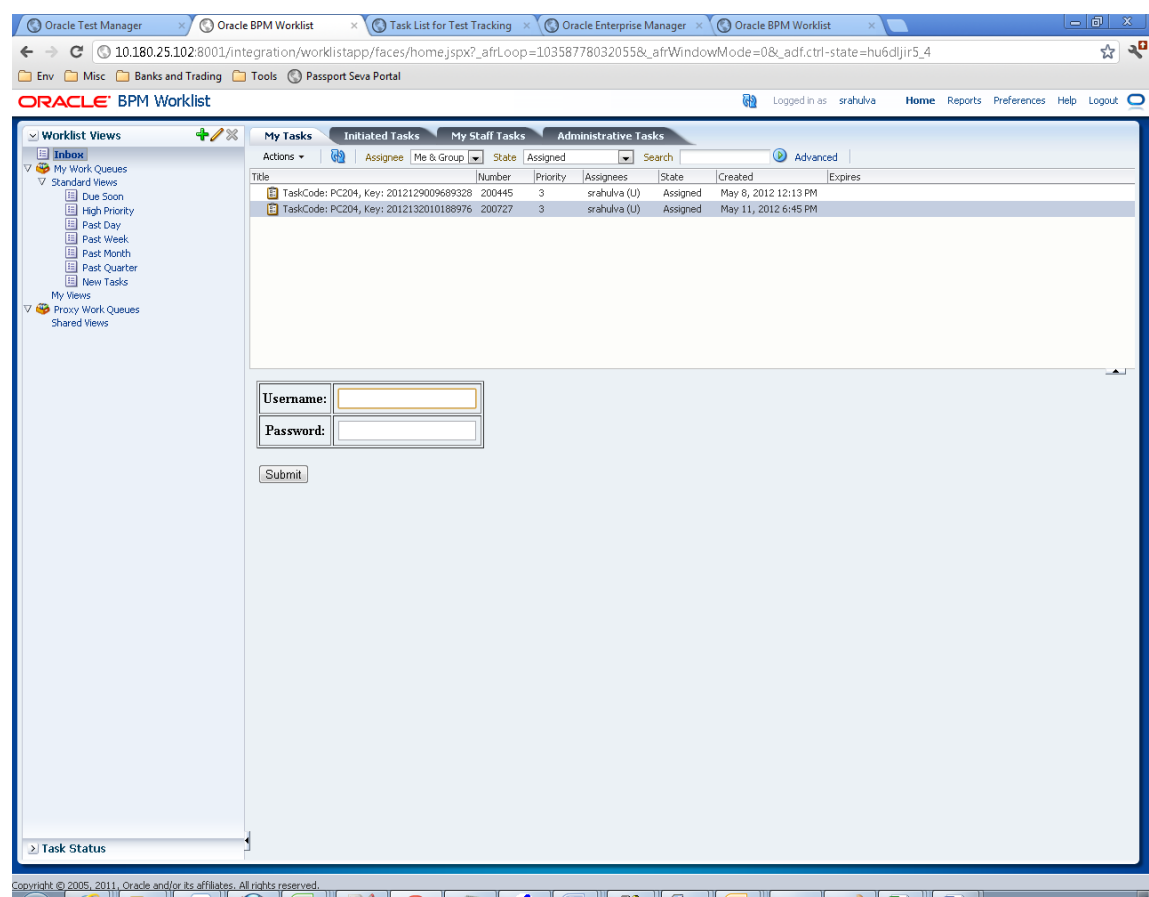 Oracle Test Manager Oracle BPM Worklist Task List for Test Tracking Oracle Enterprise Manager Oracle BPM Worklist
10.180.25.102:8001/integration/worklistapp/faces/home.jspx?_afrLoop=10358778032055&_afrWindowMode=0&_adf.ctrl-state=hu6dljir5_4
Env Misc Banks and Trading Tools Passport Seva Portal
ORACLE BPM Worklist Logged in as srahulva Home Reports Preferences Help Logout
Worklist Views
Inbox
My Work Queues
Standard Views
Due Soon
High Priority
Past Day
Past Week
Past Month
Past Quarter
New Tasks
My Views
Proxy Work Queues
Shared Views
Task Status
My Tasks Initiated Tasks My Staff Tasks Administrative Tasks
Actions Assignee Me & Group State Assigned Search Advanced
Title Number Priority Assignees State Created Expires
TaskCode: PC204, Key: 2012129009689328 200445 3 srahulva (U) Assigned May 8, 2012 12:13 PM
TaskCode: PC204, Key: 2012132010188976 200727 3 srahulva (U) Assigned May 11, 2012 6:45 PM
Username:
Password:
Submit
Copyright © 2005, 2011, Oracle and/or its affiliates. All rights reserved.